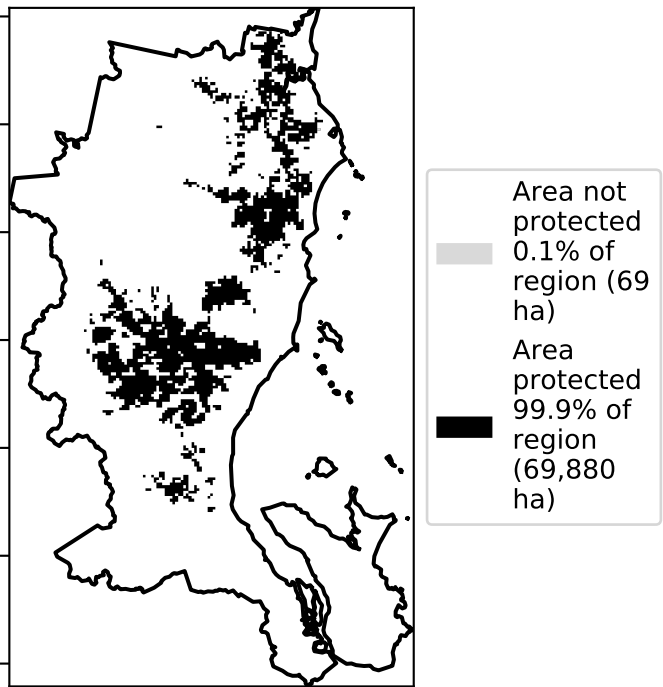 Area not
protected
0.1% of
region (69
ha)
Area
protected
99.9% of
region
(69,880
ha)